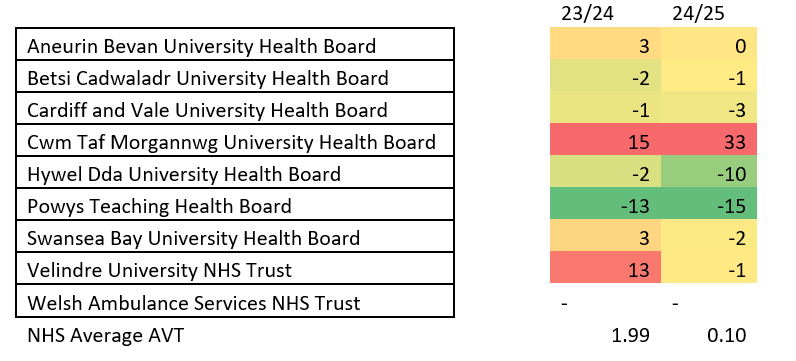 23/24 24/25
Aneurin Bevan University Health Board 3 0
Betsi Cadwaladr University Health Board -2 -1
Cardiff and Vale University Health Board -1 -3
Cwm Taf Morgannwg University Health Board 15 33
Hywel Dda University Health Board -2 -10
Powys Teaching Health Board -13 -15
Swansea Bay University Health Board 3 -2
Velindre University NHS Trust 13 -1
Welsh Ambulance Services NHS Trust - -
NHS Average AVT 1.99 0.10